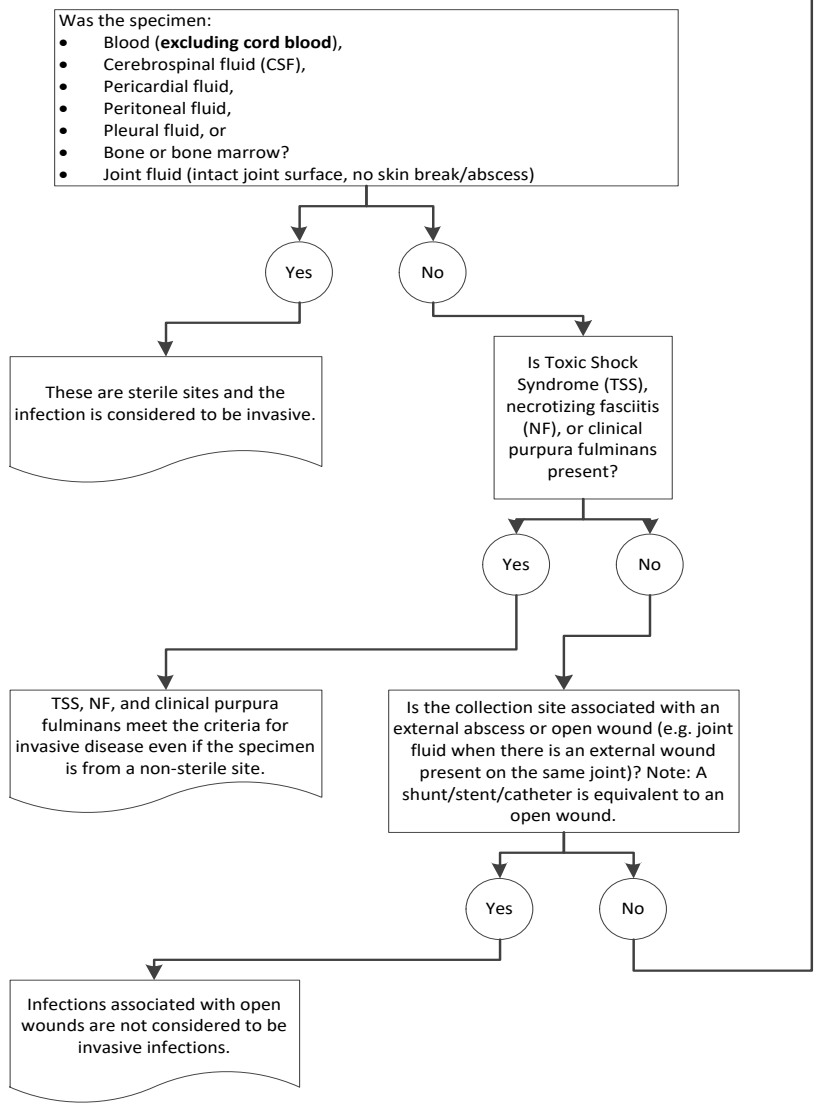 Was the specimen:
• Blood (excluding cord blood),
• Cerebrospinal fluid (CSF),
• Pericardial fluid,
• Peritoneal fluid,
• Pleural fluid, or
• Bone or bone marrow?
• Joint fluid (intact joint surface, no skin break/abscess)
Yes
No
These are sterile sites and the
infection is considered to be invasive.
Is Toxic Shock
Syndrome (TSS),
necrotizing fasciitis
(NF), or clinical
purpura fulminans
present?
Yes
No
TSS, NF, and clinical purpura
fulminans meet the criteria for
invasive disease even if the specimen
is from a non-sterile site.
Is the collection site associated with an
external abscess or open wound (e.g. joint
fluid when there is an external wound
present on the same joint)? Note: A
shunt/stent/catheter is equivalent to an
open wound.
Yes
No
Infections associated with open
wounds are not considered to be
invasive infections.